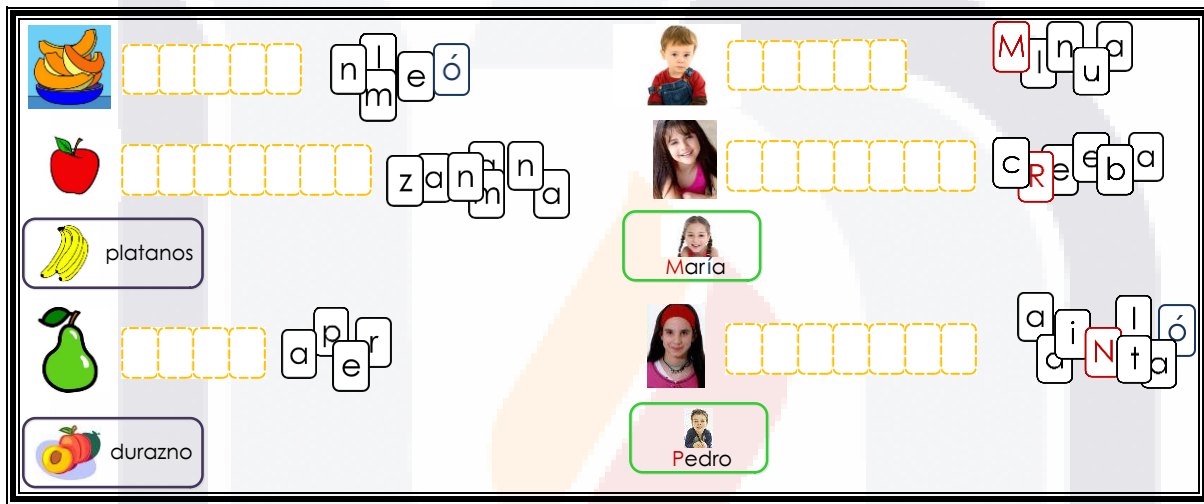 n l m e ó
z a n a m n a
platanos
a p e r
durazno
M i n u a
c R e e b a
María
a a i N l t a ó
Pedro